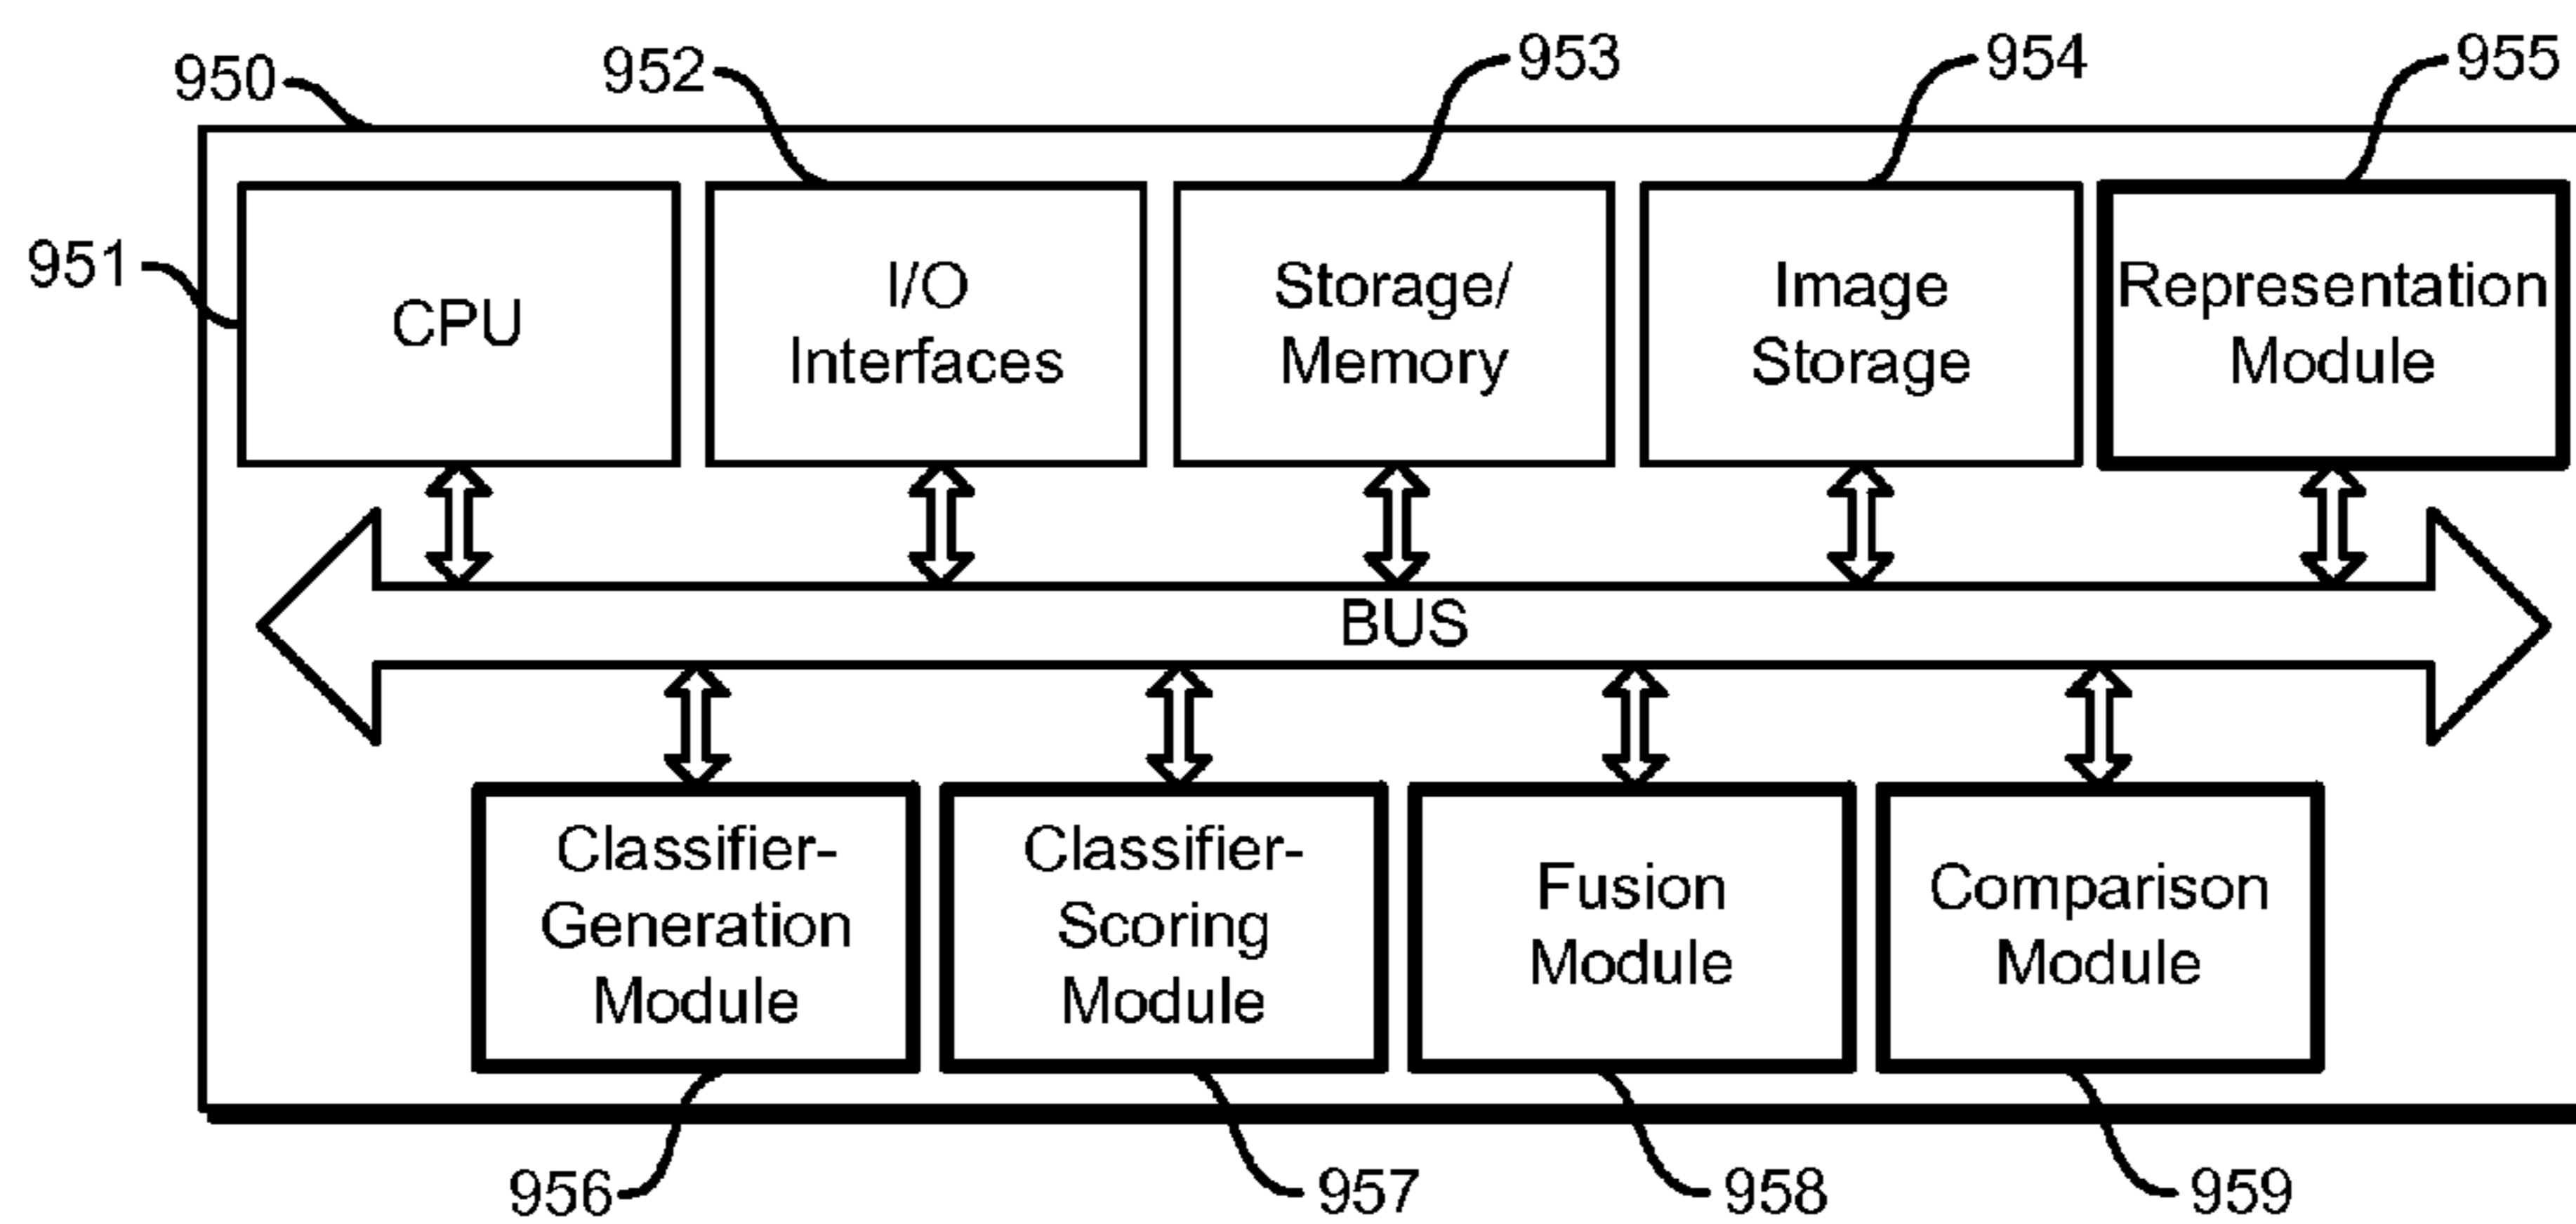 950
952
953
954
955
951
CPU
I/O
Interfaces
Storage/
Memory
Image
Storage
Representation
Module
BUS
Classifier-
Generation
Module
Classifier-
Scoring
Module
Fusion
Module
Comparison
Module
956
957
958
959